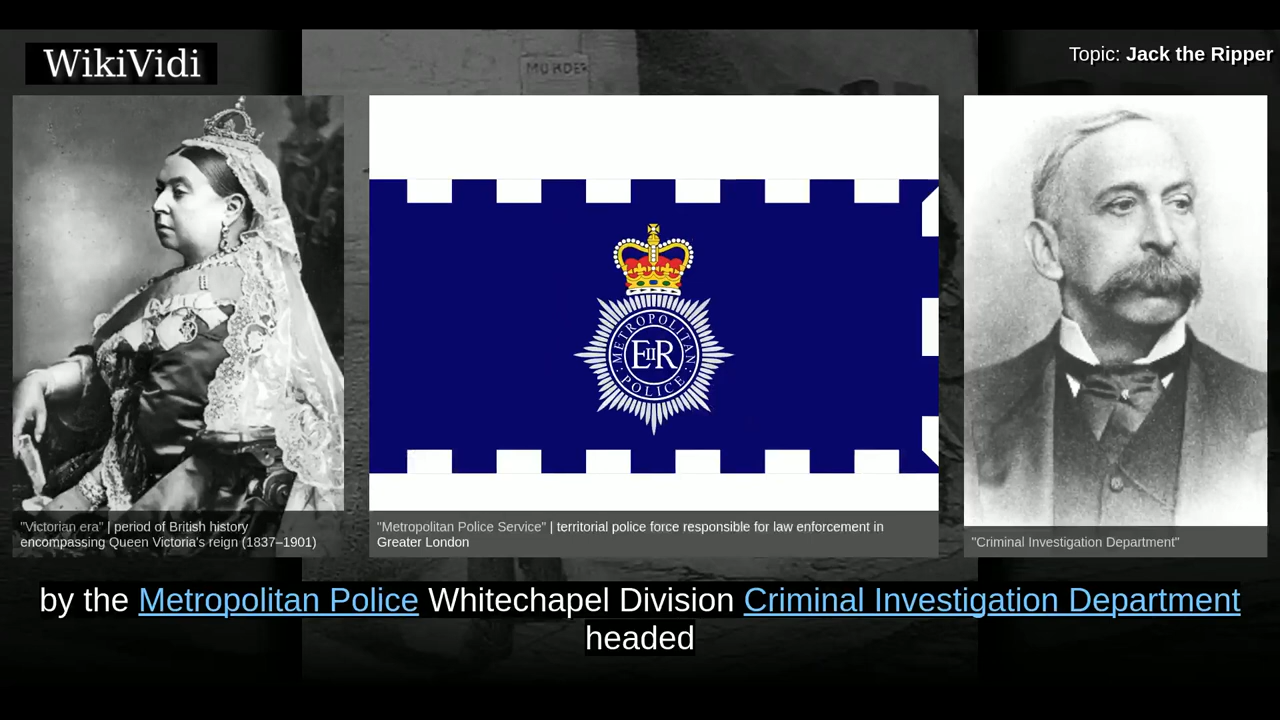 WikiVidi
Topic: Jack the Ripper
MURDER
METROPOLITAN
EIIR
POLICE
"Victorian era" | period of British history
encompassing Queen Victoria's reign (1837–1901)
"Metropolitan Police Service" | territorial police force responsible for law enforcement in
Greater London
"Criminal Investigation Department"
by the Metropolitan Police Whitechapel Division Criminal Investigation Department
headed